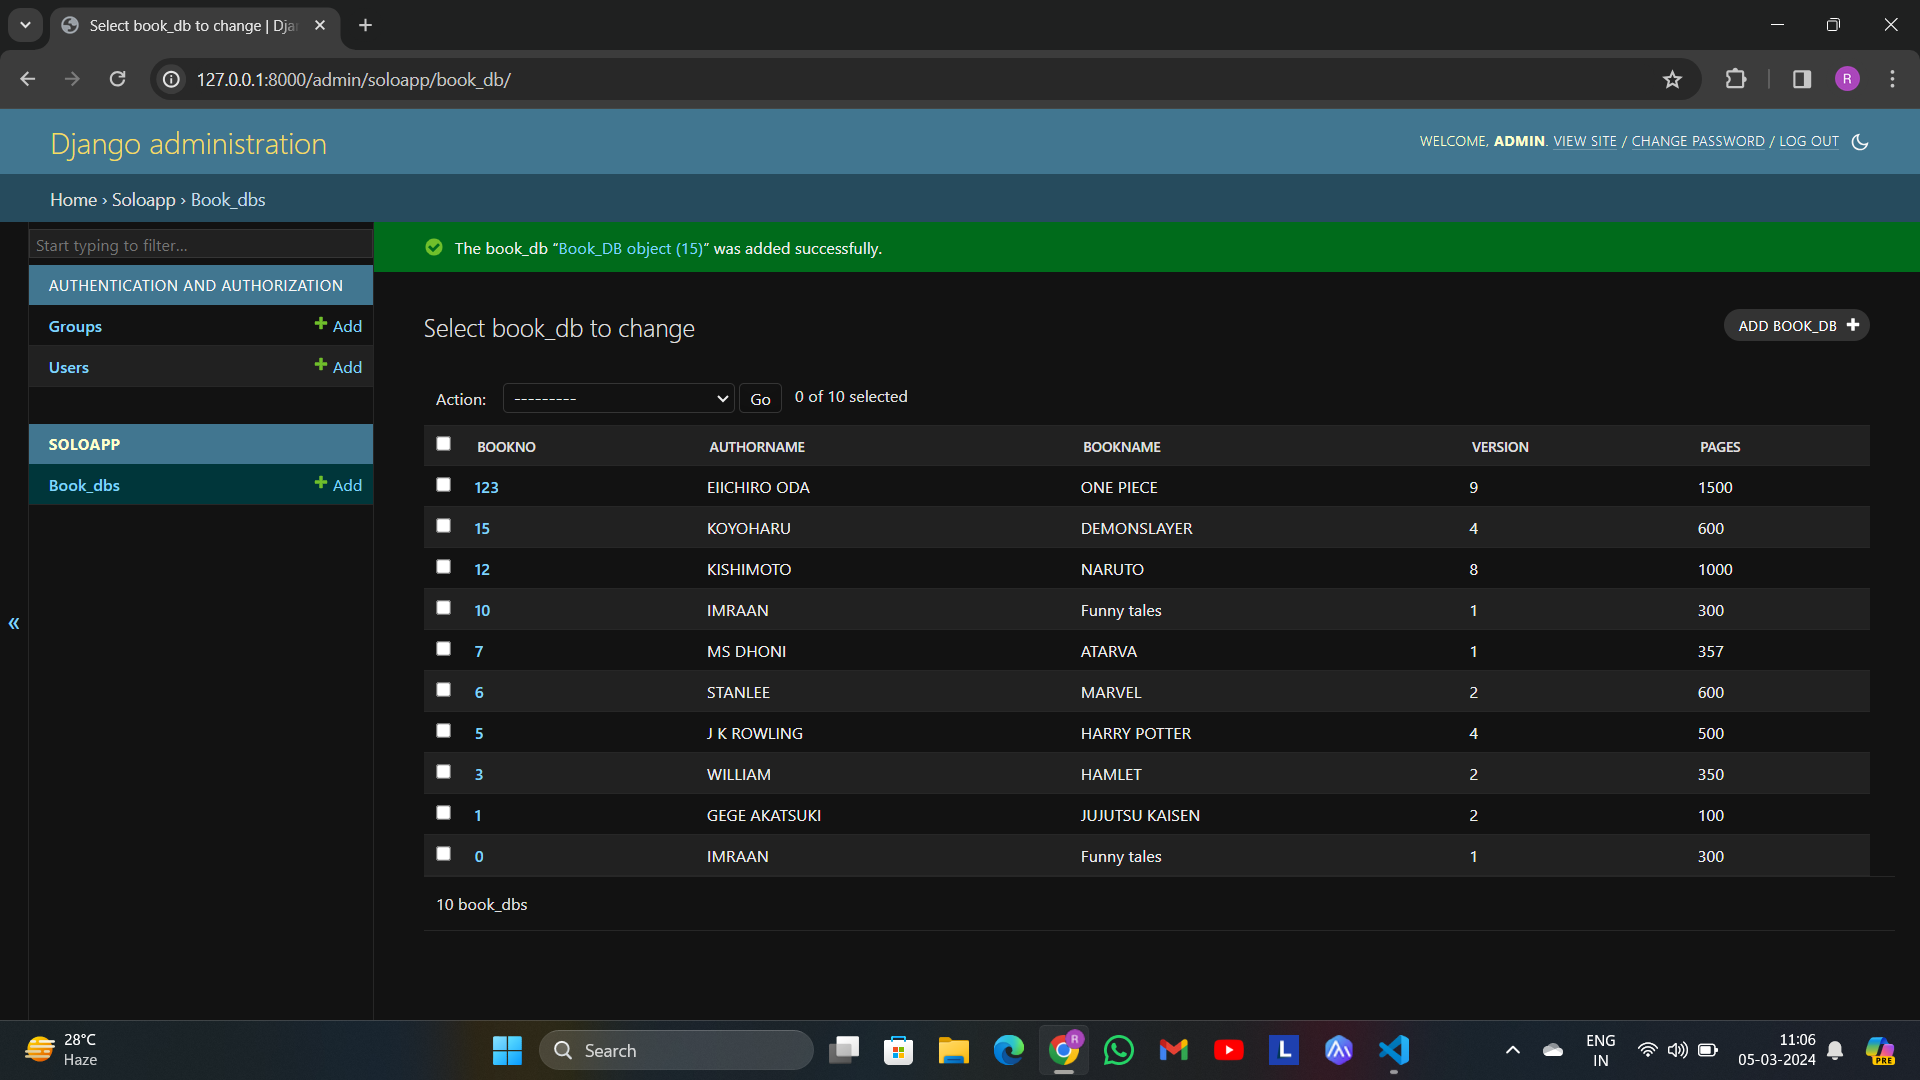 Select book_db to change | Dja
127.0.0.1:8000/admin/soloapp/book_db/
R
Django administration
WELCOME, ADMIN. VIEW SITE / CHANGE PASSWORD / LOG OUT
Home › Soloapp › Book_dbs
Start typing to filter...
The book_db “Book_DB object (15)” was added successfully.
AUTHENTICATION AND AUTHORIZATION
Groups + Add
Users + Add
SOLOAPP
Book_dbs + Add
Select book_db to change
ADD BOOK_DB +
Action: --------- Go 0 of 10 selected
BOOKNO AUTHORNAME BOOKNAME VERSION PAGES
123 EIICHIRO ODA ONE PIECE 9 1500
15 KOYOHARU DEMONSLAYER 4 600
12 KISHIMOTO NARUTO 8 1000
10 IMRAAN Funny tales 1 300
7 MS DHONI ATARVA 1 357
6 STANLEE MARVEL 2 600
5 J K ROWLING HARRY POTTER 4 500
3 WILLIAM HAMLET 2 350
1 GEGE AKATSUKI JUJUTSU KAISEN 2 100
0 IMRAAN Funny tales 1 300
10 book_dbs
«
28°C
Haze
Search
R
L
ENG
IN
11:06
05-03-2024
PRE